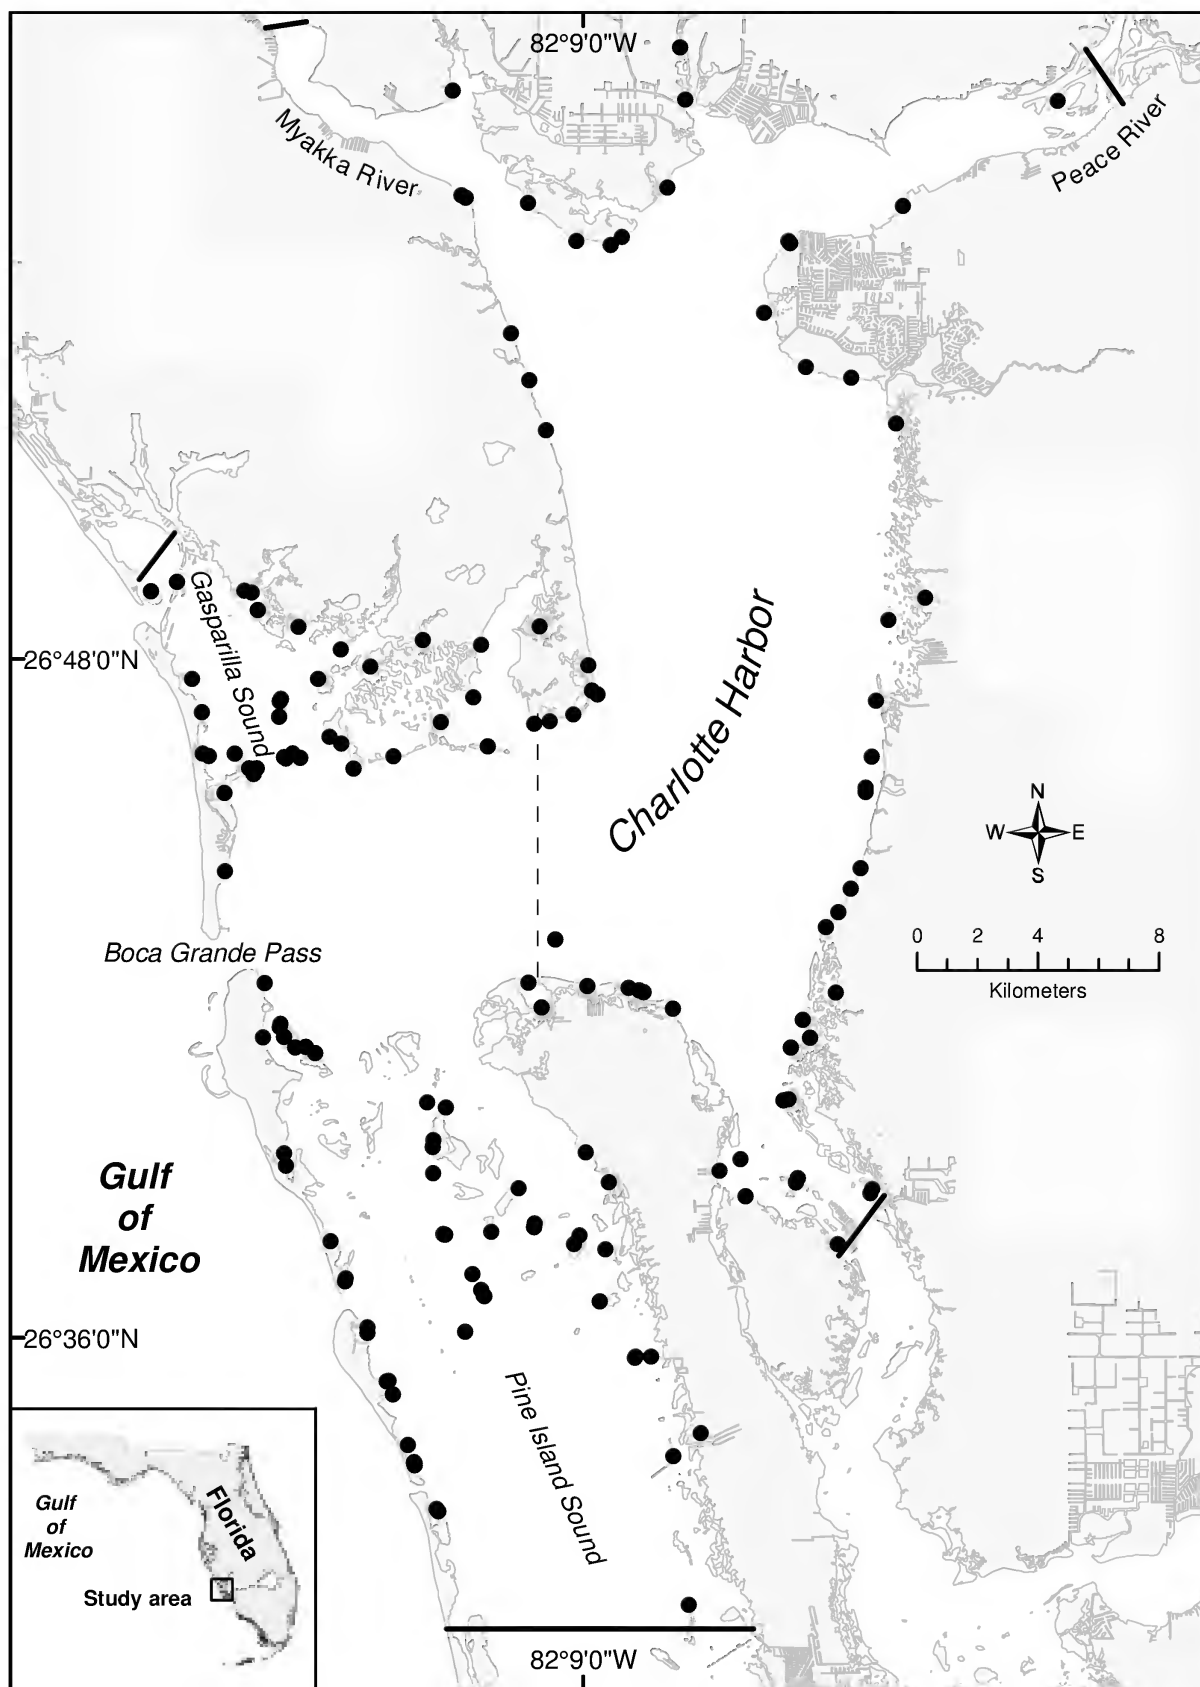 82°9'0"W
Myakka River
Peace River
Gasparilla Sound
26°48'0"N
Charlotte Harbor
N
W E
S
Boca Grande Pass
0 2 4 8
Kilometers
Gulf
of
Mexico
26°36'0"N
Pine Island Sound
Florida
Gulf
of
Mexico
Study area
82°9'0"W